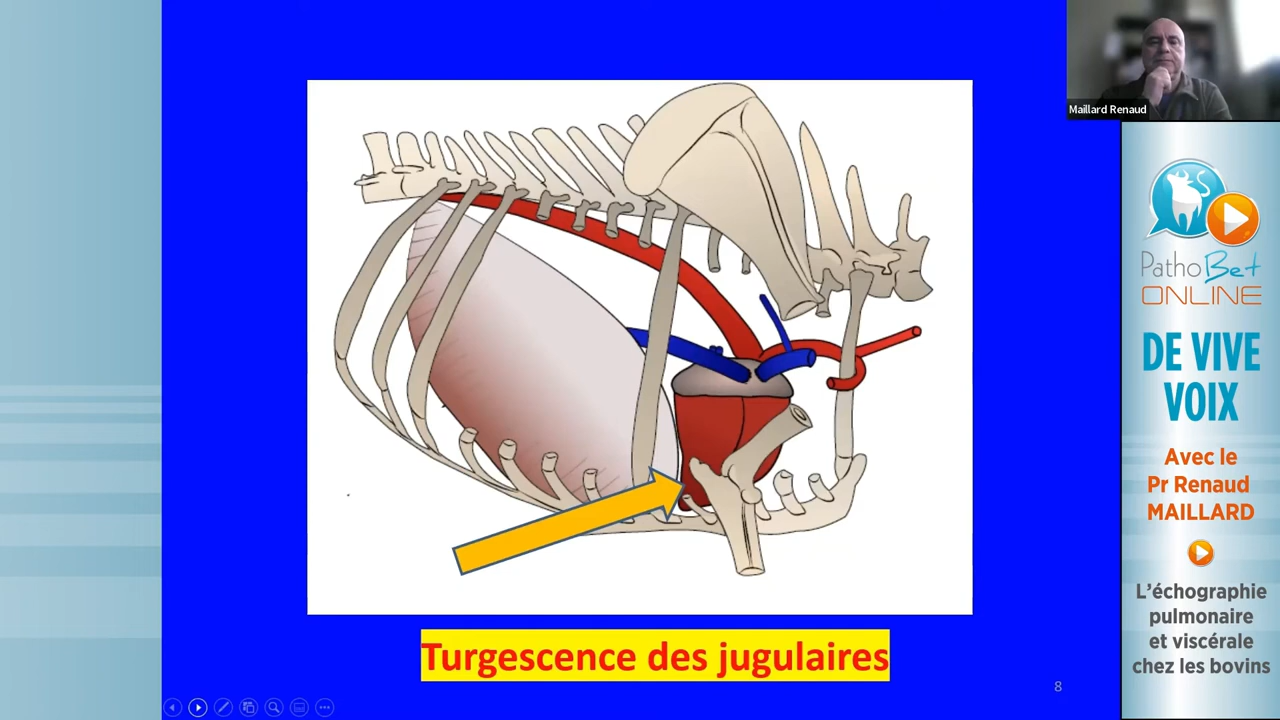 Maillard Renaud
Patho Bet
ONLINE
DE VIVE
VOIX
Avec le
Pr Renaud
MAILLARD
L'échographie
pulmonaire
et viscérale
chez les bovins
Turgescence des jugulaires
8